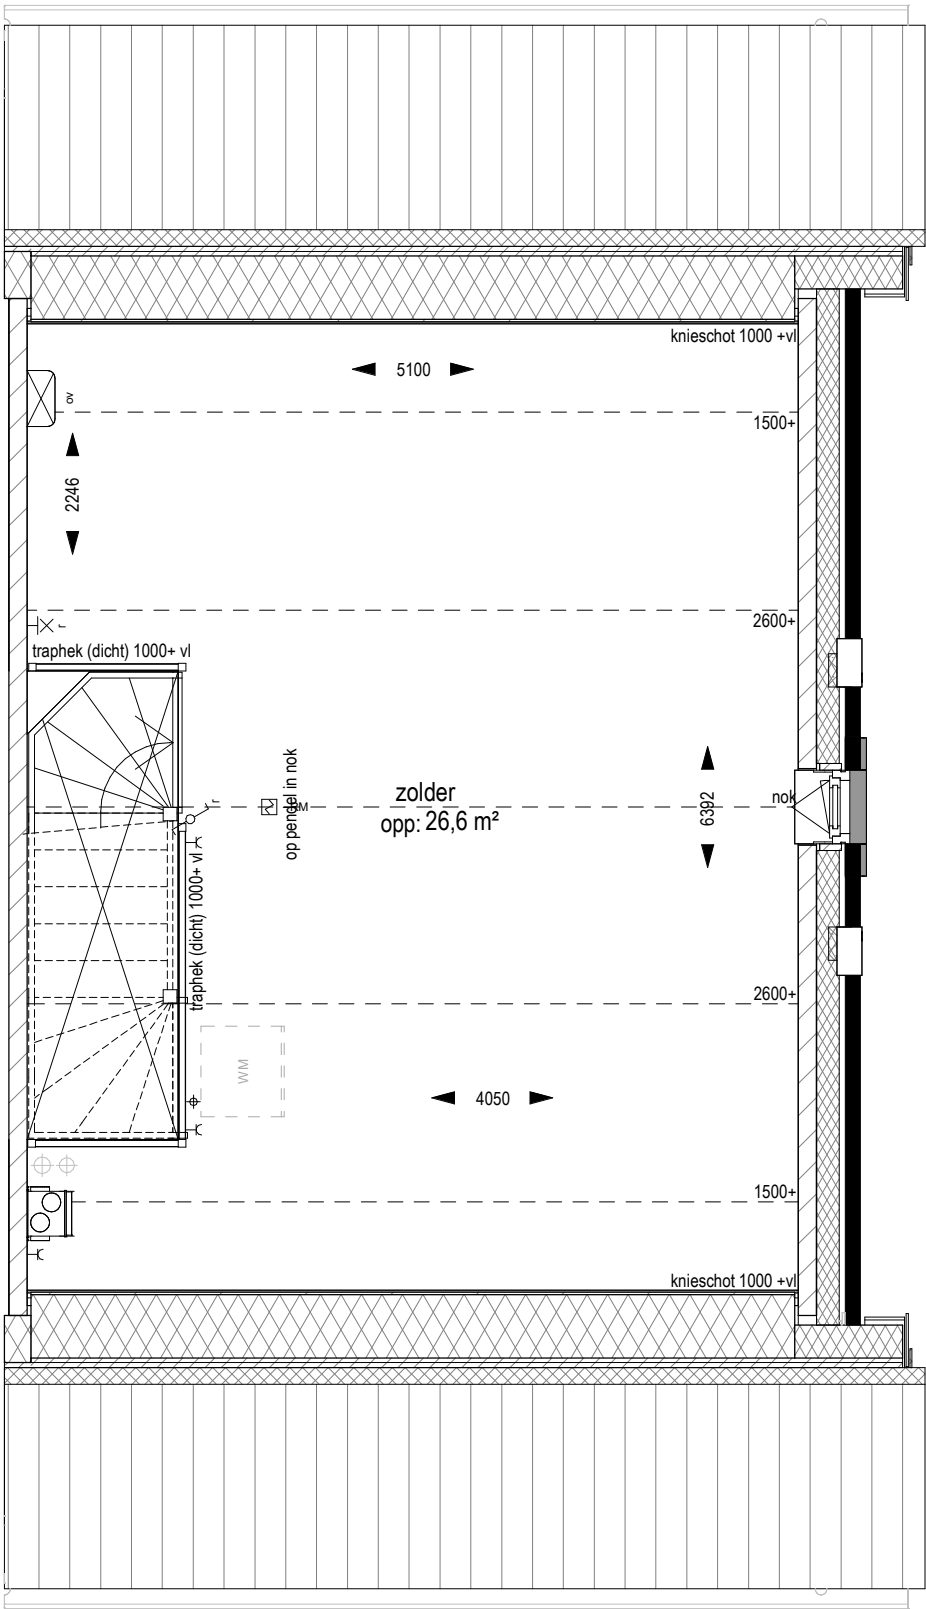 knieschot 1000 +vl
5100
ov
1500+
2246
r
2600+
traphek (dicht) 1000+ vl
r
op pendel in nok
RM
zolder
opp: 26,6 m²
6392
nok
traphek (dicht) 1000+ vl
2600+
WM
4050
1500+
knieschot 1000 +vl